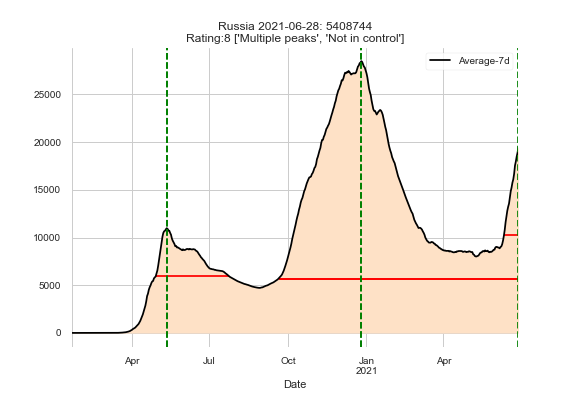 Russia 2021-06-28: 5408744
Rating:8 ['Multiple peaks', 'Not in control']
Average-7d
25000
20000
15000
10000
5000
0
Apr
Jul
Oct
Jan
2021
Apr
Date